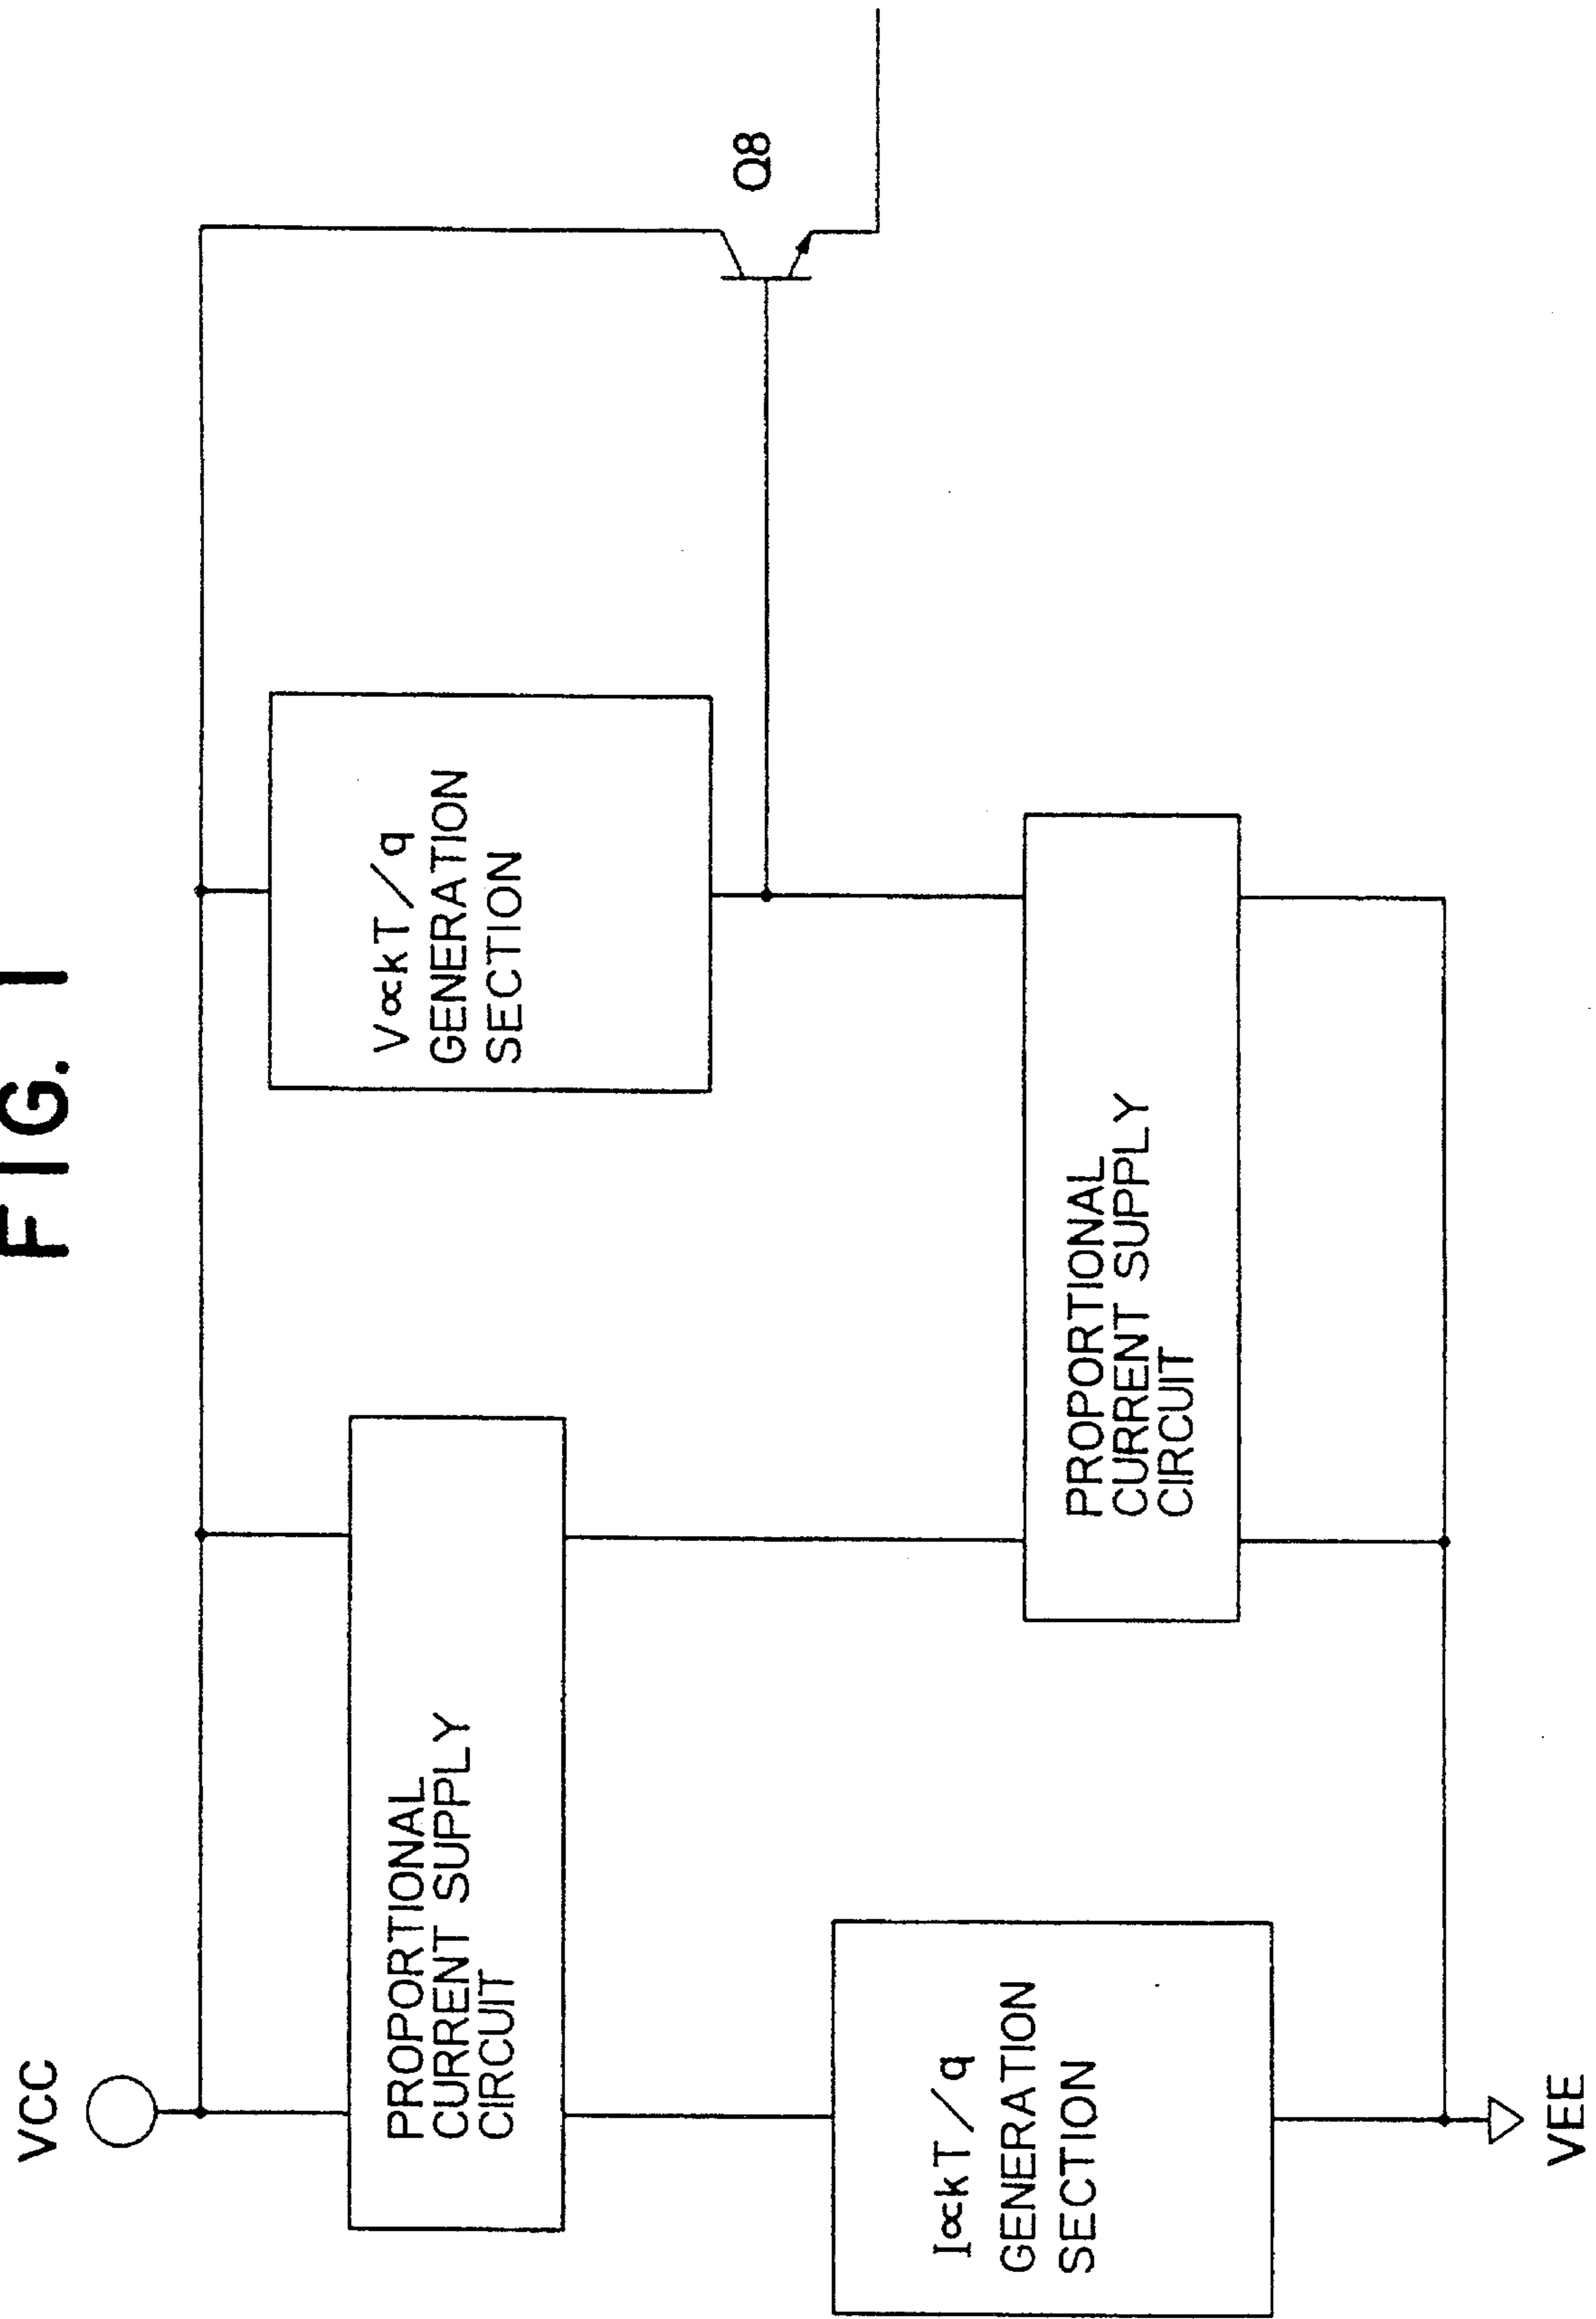 FIG. 1
VCC
PROPORTIONAL
CURRENT SUPPLY
CIRCUIT
V∝kT/q
GENERATION
SECTION
Q8
I∝kT/q
GENERATION
SECTION
PROPORTIONAL
CURRENT SUPPLY
CIRCUIT
VEE